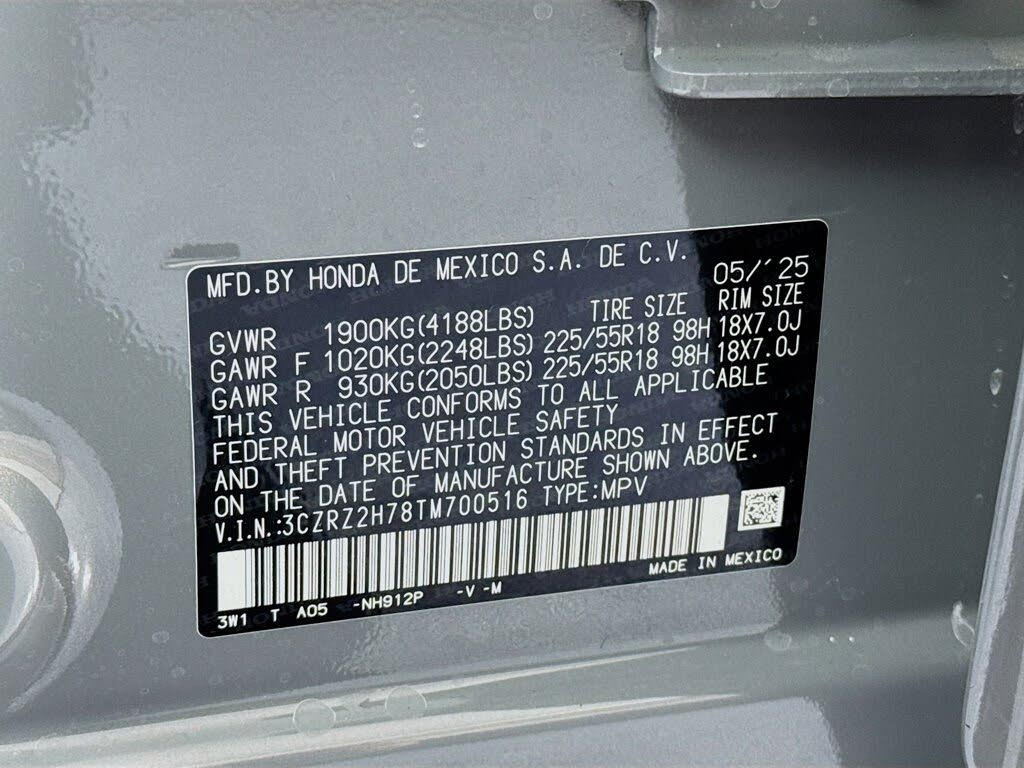 MFD.BY HONDA DE MEXICO S.A. DE C.V. 05/'25
TIRE SIZE RIM SIZE
GVWR 1900KG(4188LBS)
GAWR F 1020KG(2248LBS) 225/55R18 98H 18X7.0J
GAWR R 930KG(2050LBS) 225/55R18 98H 18X7.0J
THIS VEHICLE CONFORMS TO ALL APPLICABLE
FEDERAL MOTOR VEHICLE SAFETY
AND THEFT PREVENTION STANDARDS IN EFFECT
ON THE DATE OF MANUFACTURE SHOWN ABOVE.
V.I.N.:3CZRZ2H78TM700516 TYPE:MPV
MADE IN MEXICO
3W1 T A05 -NH912P -V -M